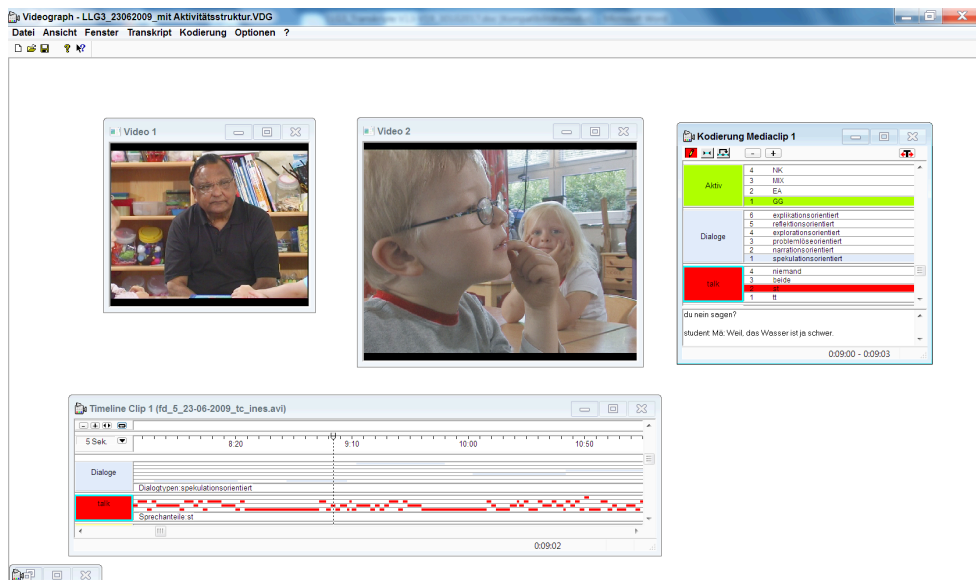 Videograph - LLG3_23062009_mit Aktivitätsstruktur.VDG
Datei Ansicht Fenster Transkript Kodierung Optionen ?
Video 1
Video 2
Kodierung Mediaclip 1
Aktiv
4 NK
3 MIX
2 EA
1 GG
Dialoge
6 explikationsorientiert
5 reflektionsorientiert
4 explorationsorientiert
3 problemlöseorientiert
2 narrationsorientiert
1 spekulationsorientiert
talk
4 niemand
3 beide
2 st
1 tt
du nein sagen?
student: Mä: Weil, das Wasser ist ja schwer.
0:09:00 - 0:09:03
Timeline Clip 1 (fd_5_23-06-2009_tc_ines.avi)
5 Sek.
8:20 9:10 10:00 10:50
Dialoge
Dialogtypen:spekulationsorientiert
talk
Sprechanteile:st
0:09:02